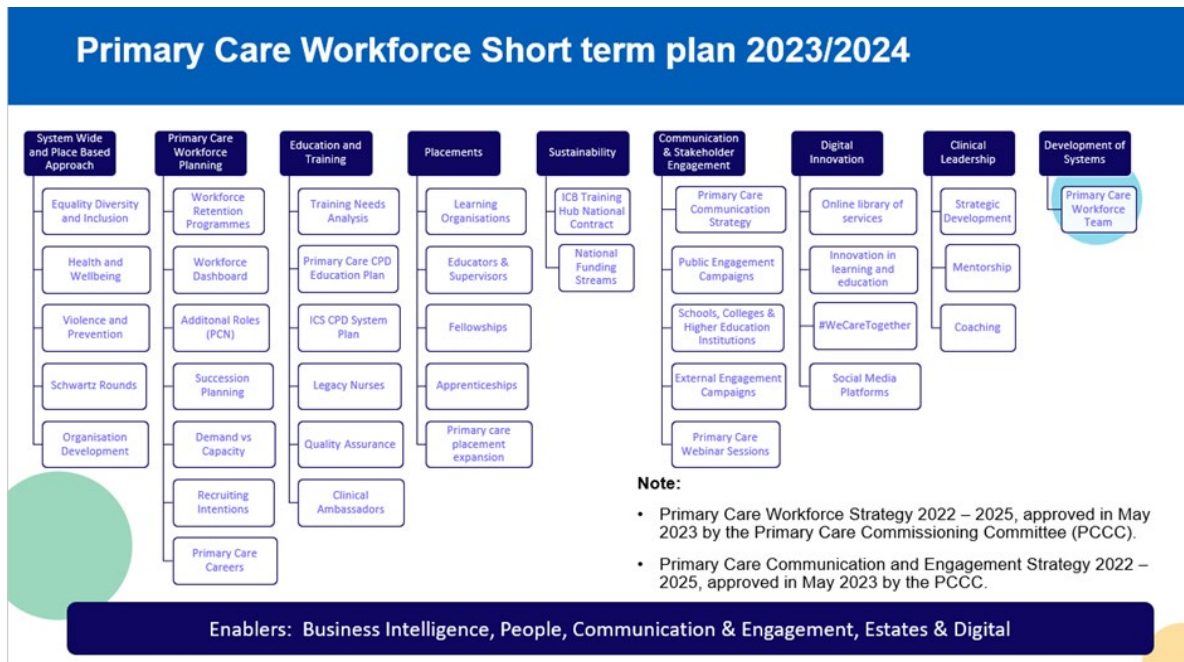 Primary Care Workforce Short term plan 2023/2024
System Wide
and Place Based
Approach
Equality Diversity
and Inclusion
Health and
Wellbeing
Violence and
Prevention
Schwartz Rounds
Organisation
Development
Primary Care
Workforce
Planning
Workforce
Retention
Programmes
Workforce
Dashboard
Additonal Roles
(PCN)
Succession
Planning
Demand vs
Capacity
Recruiting
Intentions
Primary Care
Careers
Education and
Training
Training Needs
Analysis
Primary Care CPD
Education Plan
ICS CPD System
Plan
Legacy Nurses
Quality Assurance
Clinical
Ambassadors
Placements
Learning
Organisations
Educators &
Supervisors
Fellowships
Apprenticeships
Primary care
placement
expansion
Sustainability
ICB Training
Hub National
Contract
National
Funding
Streams
Communication
& Stakeholder
Engagement
Primary Care
Communication
Strategy
Public Engagement
Campaigns
Schools, Colleges &
Higher Education
Institutions
External Engagement
Campaigns
Primary Care
Webinar Sessions
Digital
Innovation
Online library of
services
Innovation in
learning and
education
#WeCareTogether
Social Media
Platforms
Clinical
Leadership
Strategic
Development
Mentorship
Coaching
Development of
Systems
Primary Care
Workforce
Team
Note:
• Primary Care Workforce Strategy 2022 – 2025, approved in May
2023 by the Primary Care Commissioning Committee (PCCC).
• Primary Care Communication and Engagement Strategy 2022 –
2025, approved in May 2023 by the PCCC.
Enablers: Business Intelligence, People, Communication & Engagement, Estates & Digital